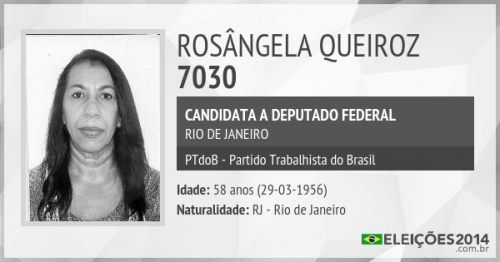 ROSÂNGELA QUEIROZ
7030
CANDIDATA A DEPUTADO FEDERAL
RIO DE JANEIRO
PTdoB - Partido Trabalhista do Brasil
Idade: 58 anos (29-03-1956)
Naturalidade: RJ - Rio de Janeiro
ELEIÇÕES2014
.com.br